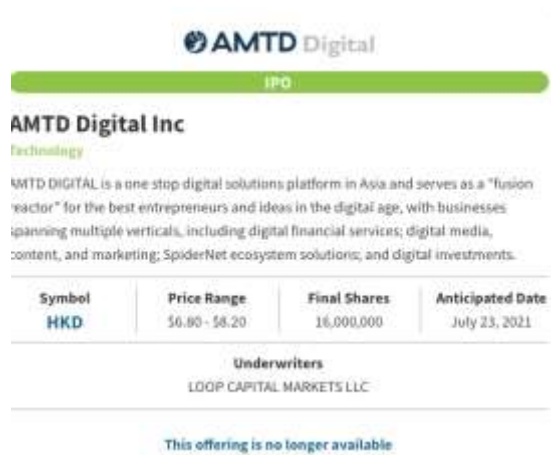 AMTD Digital
IPO
AMTD Digital Inc
Technology
AMTD DIGITAL is a one stop digital solutions platform in Asia and serves as a "fusion
reactor" for the best entrepreneurs and ideas in the digital age, with businesses
spanning multiple verticals, including digital financial services; digital media,
content, and marketing; SpiderNet ecosystem solutions; and digital investments.
Symbol Price Range Final Shares Anticipated Date
HKD $6.80 - $8.20 16,000,000 July 23, 2021
Underwriters
LOOP CAPITAL MARKETS LLC
This offering is no longer available